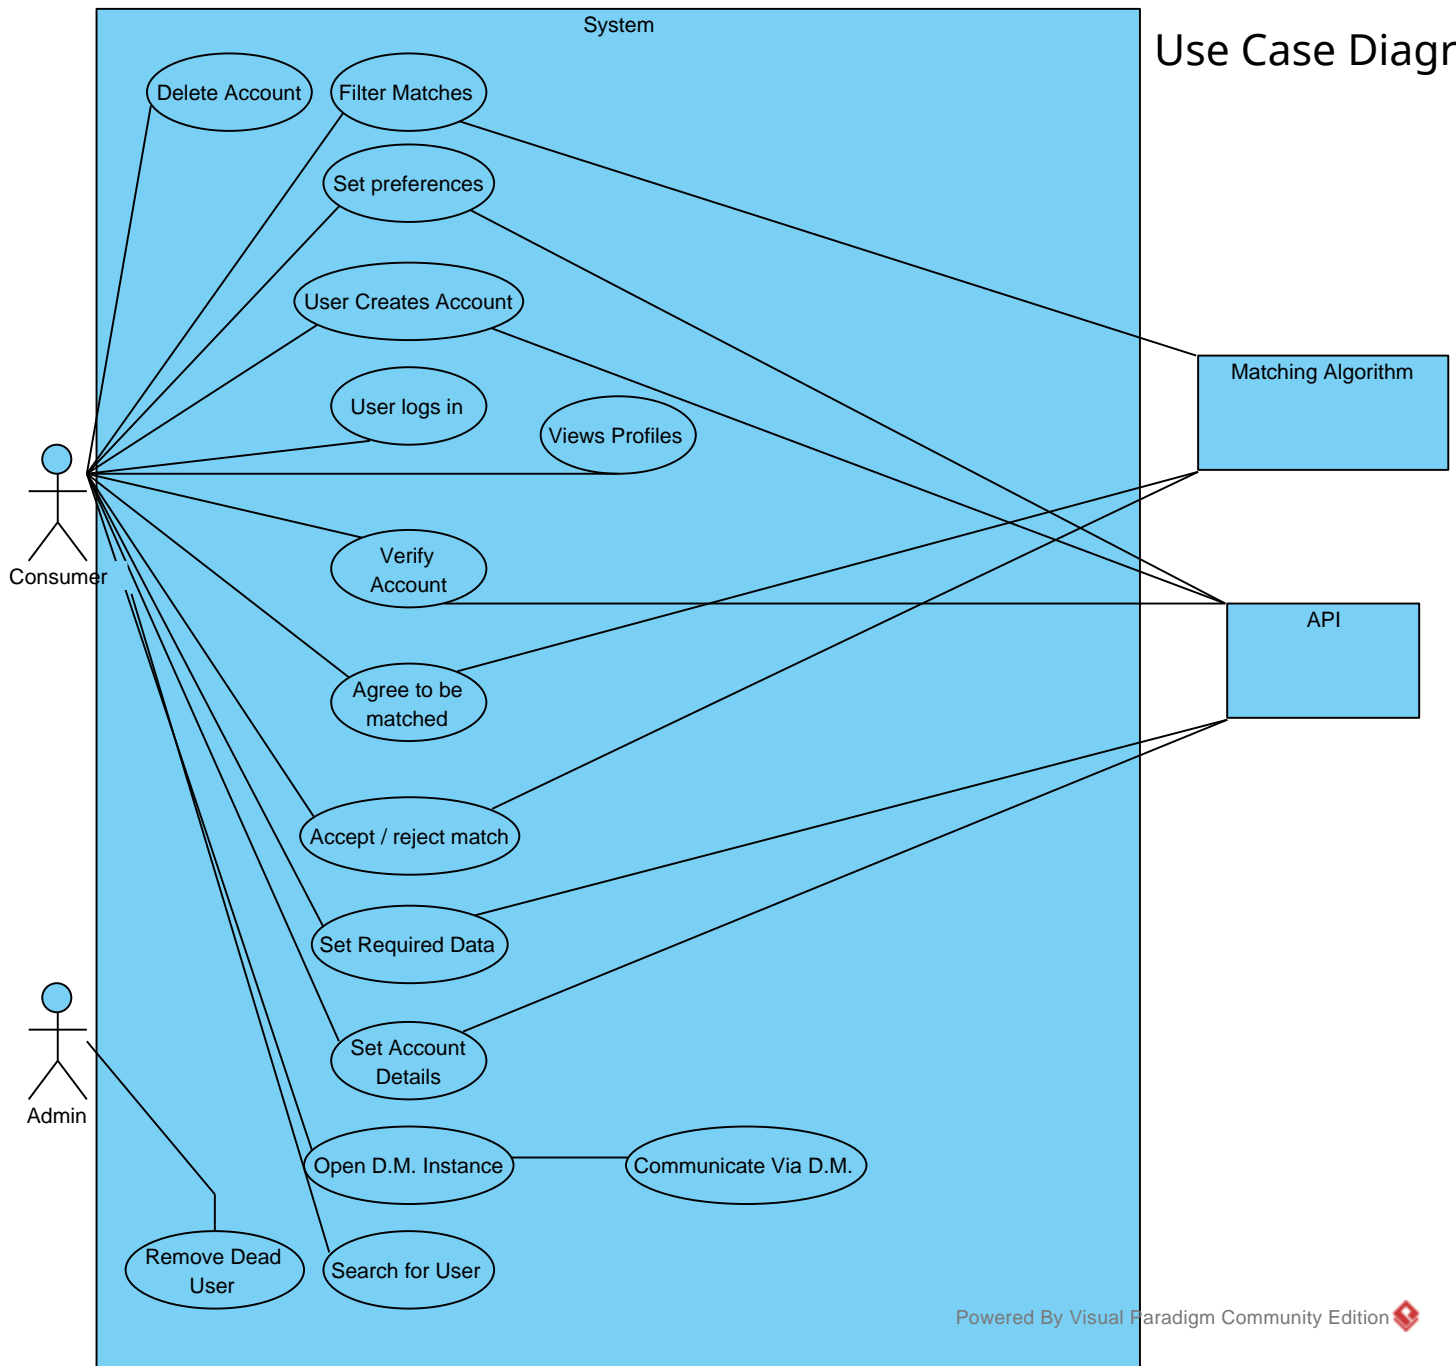 System
Use Case Diagr
Delete Account
Filter Matches
Set preferences
User Creates Account
Matching Algorithm
User logs in
Views Profiles
Consumer
Verify
Account
API
Agree to be
matched
Accept / reject match
Set Required Data
Set Account
Details
Admin
Open D.M. Instance
Communicate Via D.M.
Remove Dead
User
Search for User
Powered By Visual Paradigm Community Edition